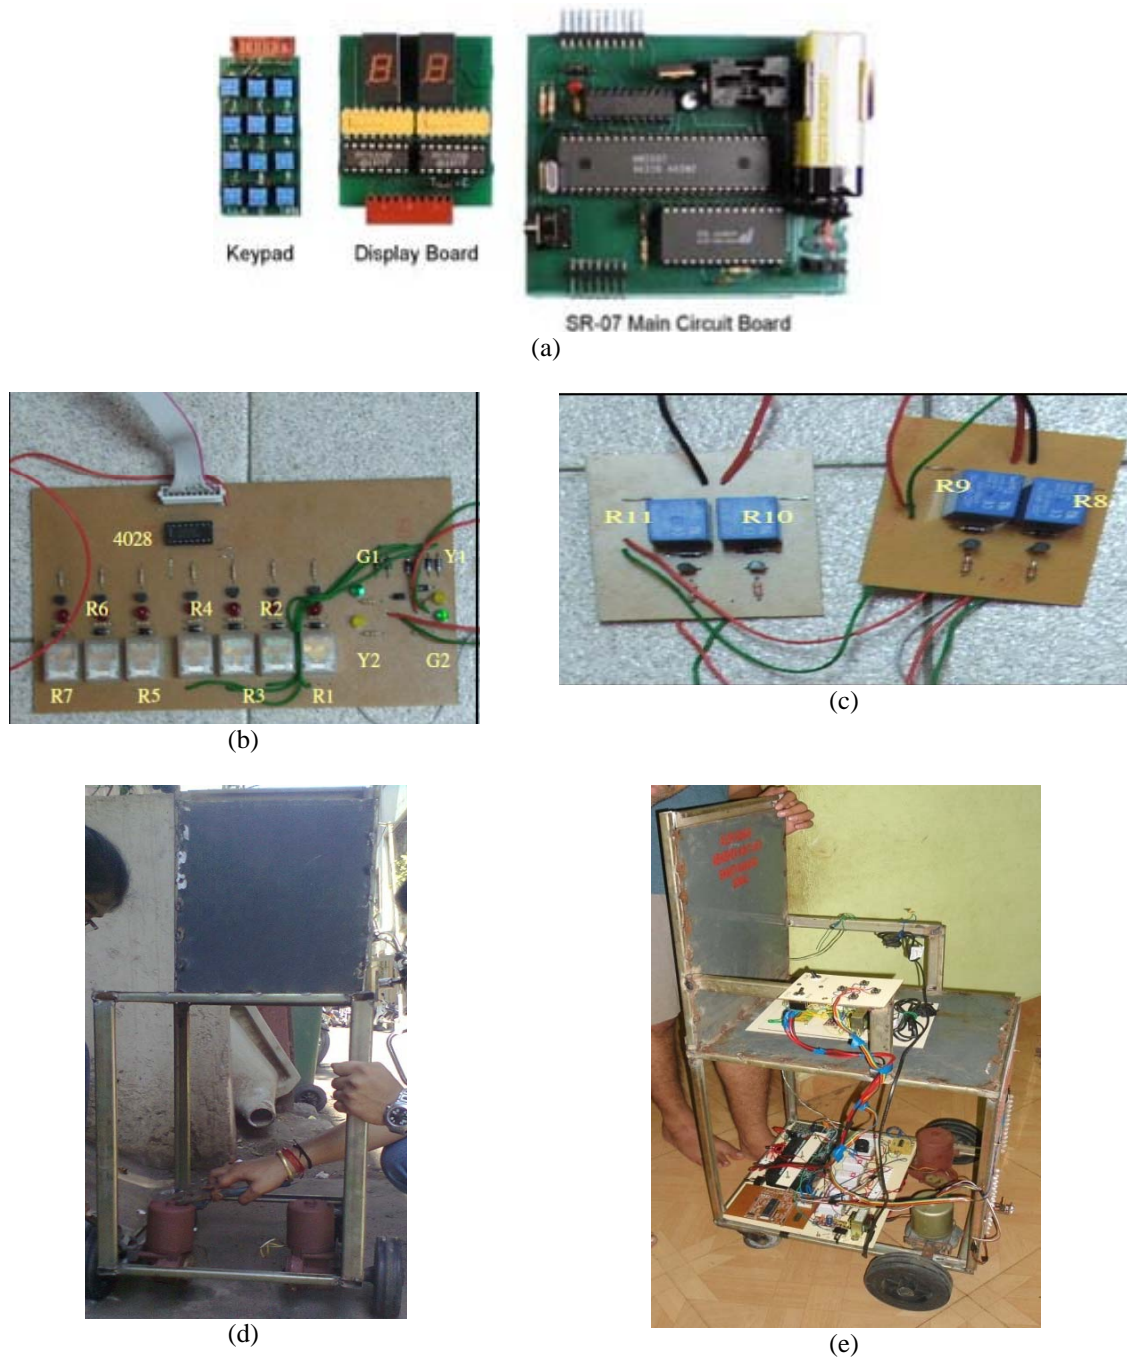 Keypad
Display Board
SR-07 Main Circuit Board
(a)
4028
G1
Y1
R6
R4
R2
Y2
G2
R7
R5
R3
R1
(b)
R9
R8
R11
R10
(c)
(d)
(e)